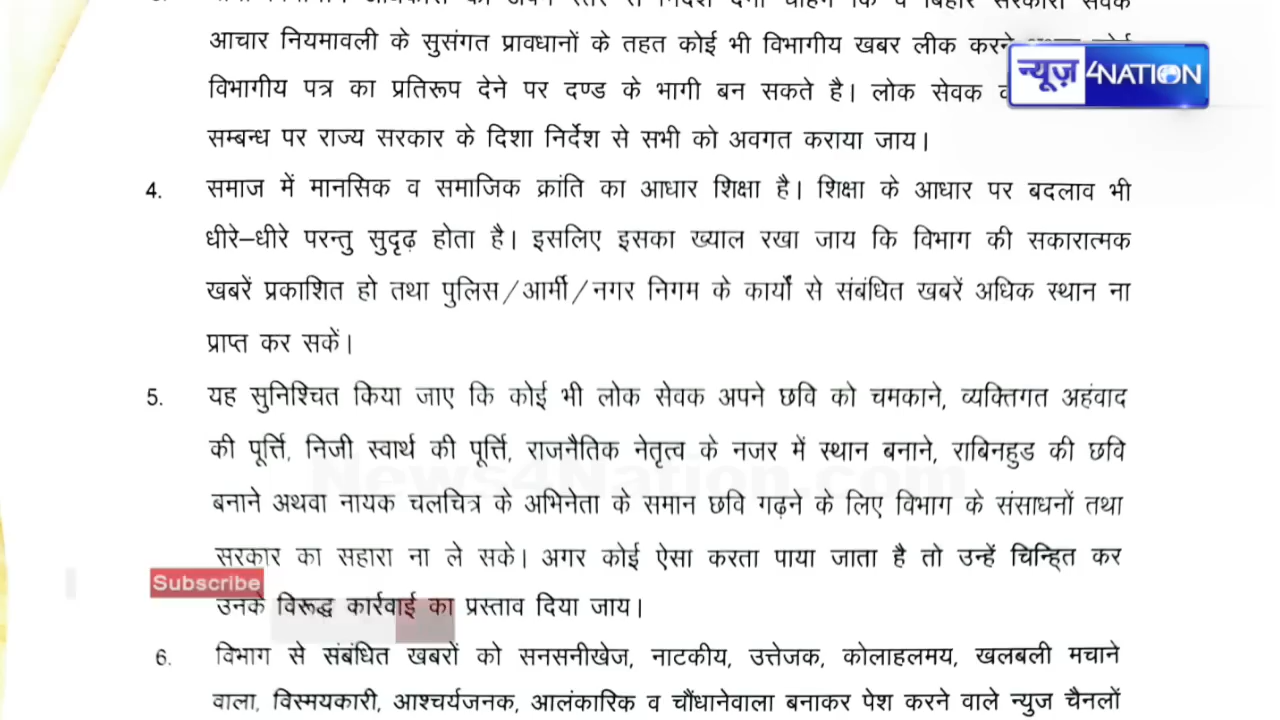 आचार नियमावली के सुसंगत प्रावधानों के तहत कोई भी विभागीय खबर लीक करने
न्यूज़ 4NATION
विभागीय पत्र का प्रतिरूप देने पर दण्ड के भागी बन सकते है। लोक सेवक
सम्बन्ध पर राज्य सरकार के दिशा निर्देश से सभी को अवगत कराया जाय।
4. समाज में मानसिक व समाजिक क्रांति का आधार शिक्षा है। शिक्षा के आधार पर बदलाव भी
धीरे–धीरे परन्तु सुदृढ़ होता है। इसलिए इसका ख्याल रखा जाय कि विभाग की सकारात्मक
खबरें प्रकाशित हो तथा पुलिस/आर्मी/नगर निगम के कार्यों से संबंधित खबरें अधिक स्थान ना
प्राप्त कर सकें।
5. यह सुनिश्चित किया जाए कि कोई भी लोक सेवक अपने छवि को चमकाने, व्यक्तिगत अहंवाद
की पूर्त्ति, निजी स्वार्थ की पूर्त्ति, राजनैतिक नेतृत्व के नजर में स्थान बनाने, राबिनहुड की छवि
News4Nation.com
बनाने अथवा नायक चलचित्र के अभिनेता के समान छवि गढ़ने के लिए विभाग के संसाधनों तथा
सरकार का सहारा ना ले सके। अगर कोई ऐसा करता पाया जाता है तो उन्हें चिन्हित कर
Subscribe
उनके विरूद्ध कार्रवाई का प्रस्ताव दिया जाय।
6. विभाग से संबंधित खबरों को सनसनीखेज, नाटकीय, उत्तेजक, कोलाहलमय, खलबली मचाने
वाला, विस्मयकारी, आश्चर्यजनक, आलंकारिक व चौंधानेवाला बनाकर पेश करने वाले न्युज चैनलों